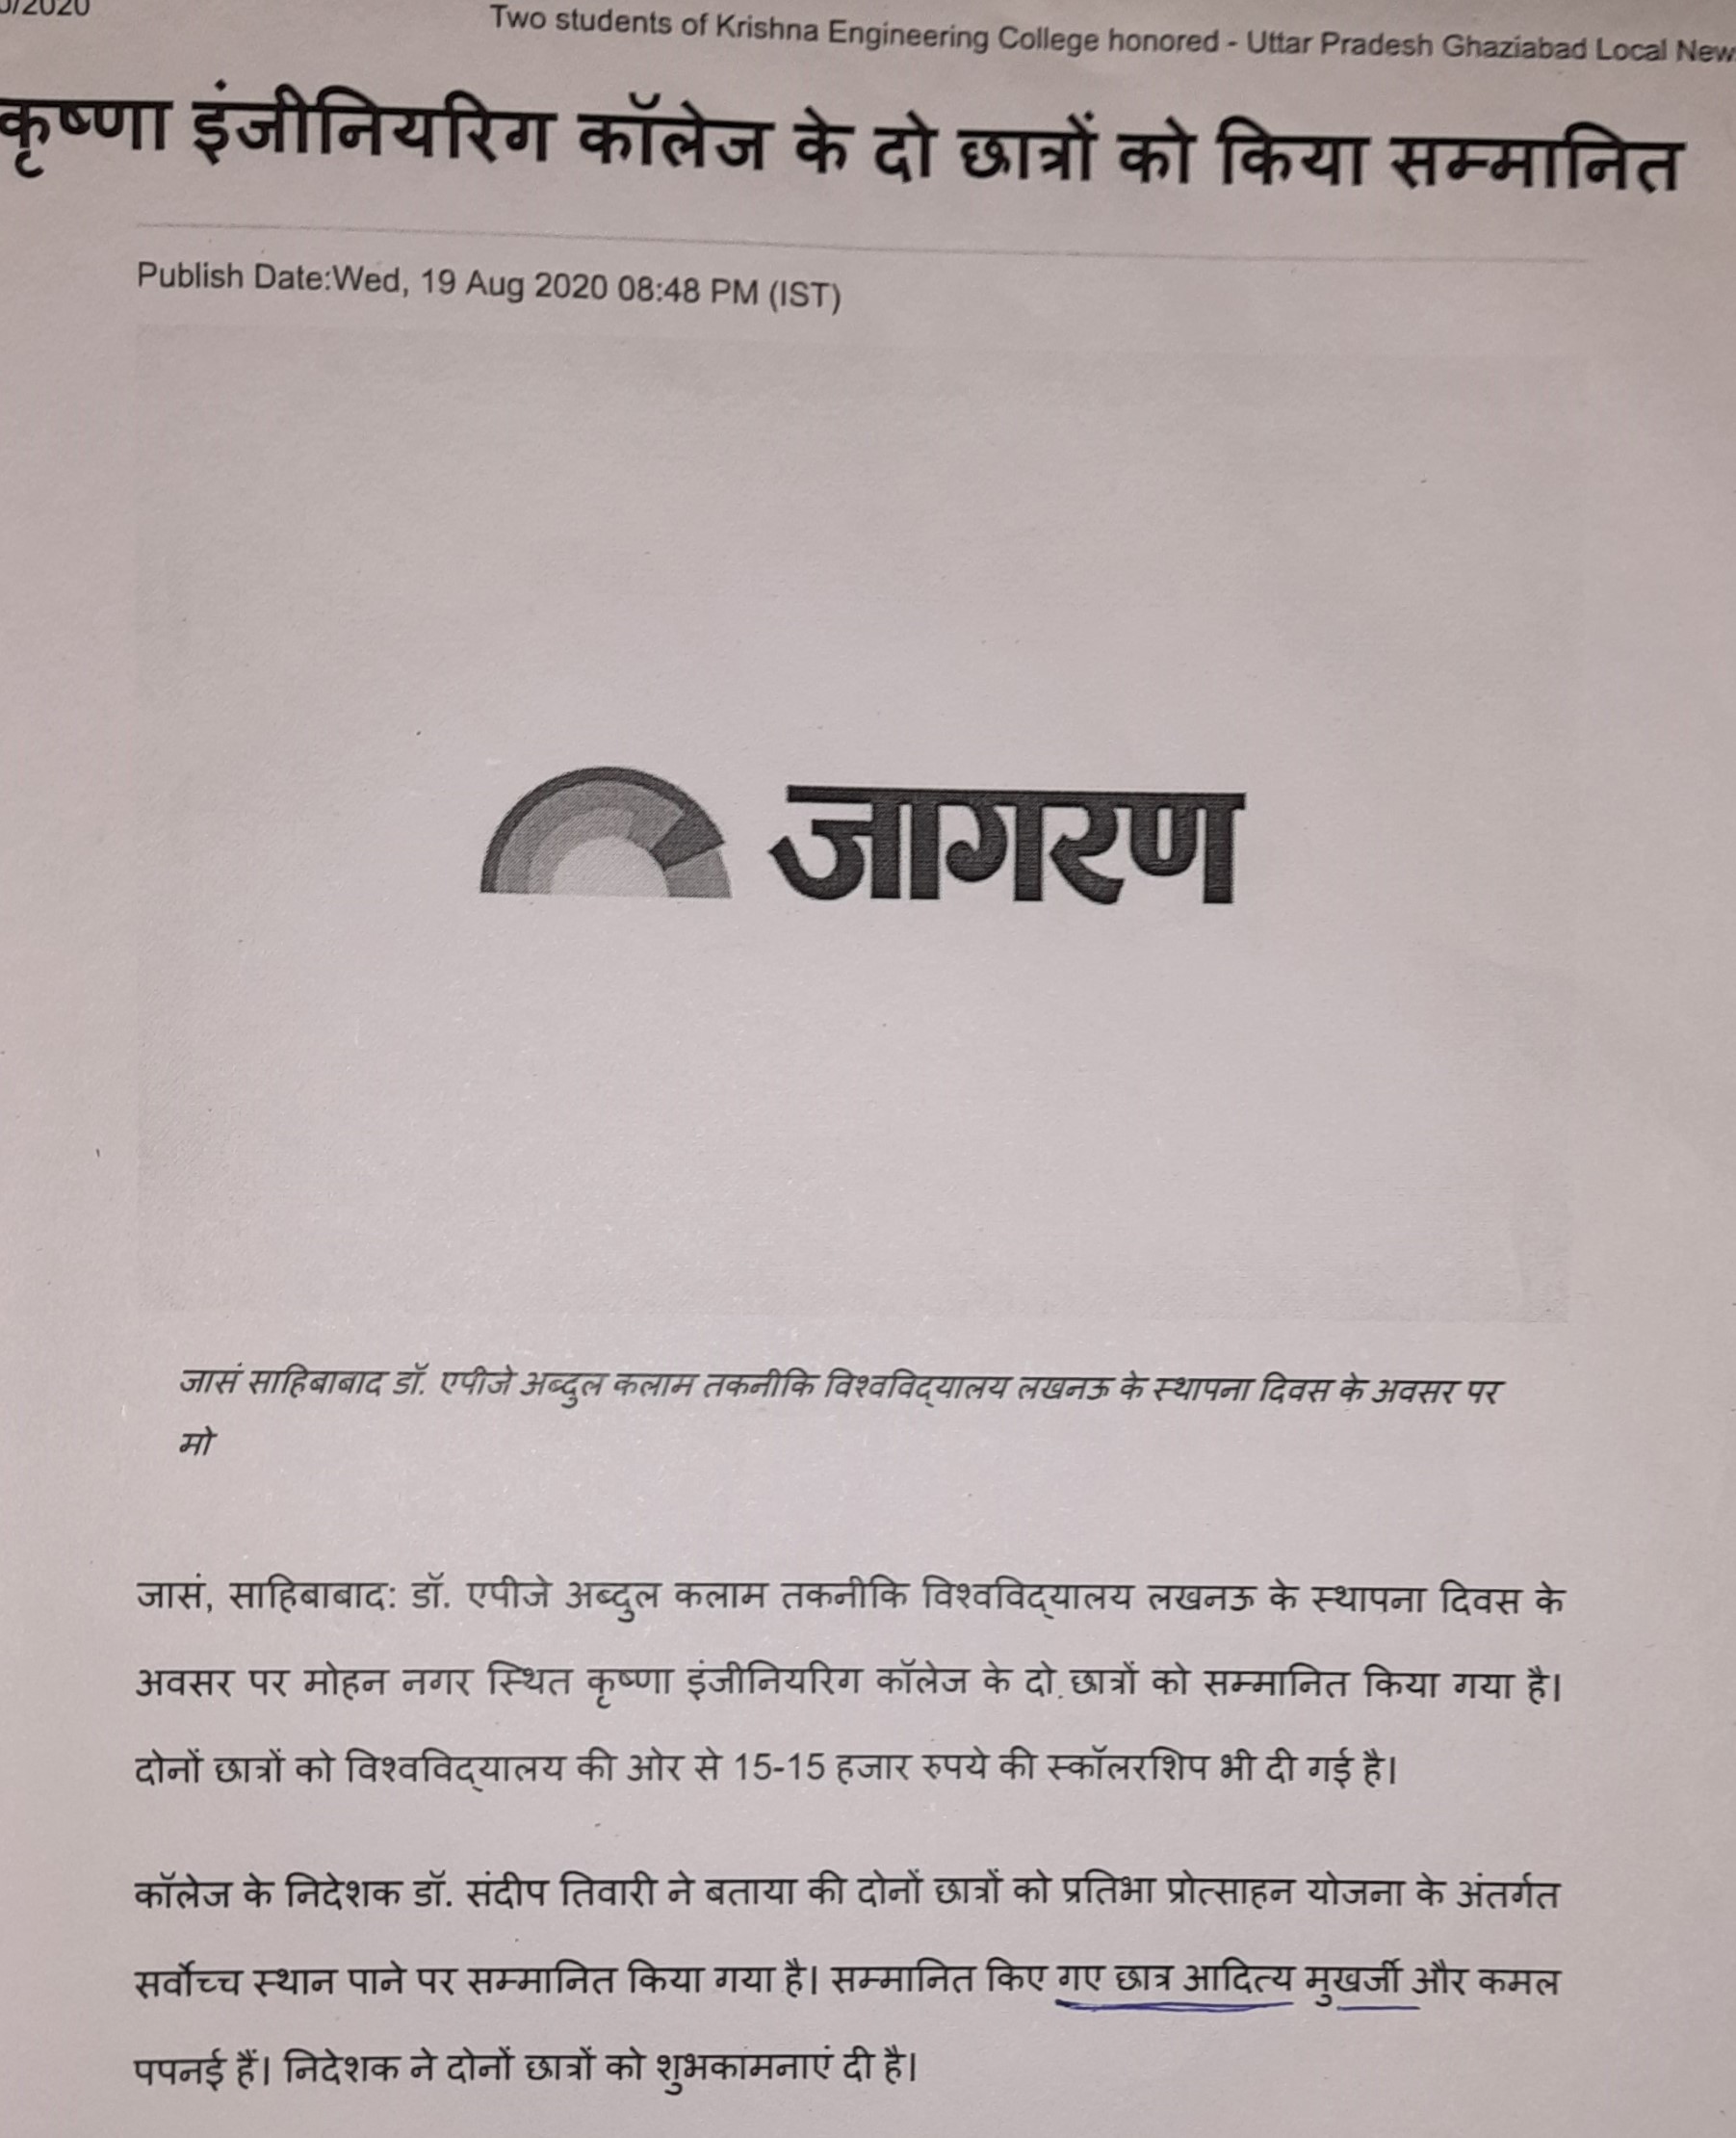 0/2020
Two students of Krishna Engineering College honored - Uttar Pradesh Ghaziabad Local New
कृष्णा इंजीनियरिग कॉलेज के दो छात्रों को किया सम्मानित
Publish Date:Wed, 19 Aug 2020 08:48 PM (IST)
जागरण
जासं साहिबाबाद डॉ. एपीजे अब्दुल कलाम तकनीकि विश्वविद्यालय लखनऊ के स्थापना दिवस के अवसर पर
मो
जासं, साहिबाबाद: डॉ. एपीजे अब्दुल कलाम तकनीकि विश्वविद्यालय लखनऊ के स्थापना दिवस के
अवसर पर मोहन नगर स्थित कृष्णा इंजीनियरिग कॉलेज के दो छात्रों को सम्मानित किया गया है।
दोनों छात्रों को विश्वविद्यालय की ओर से 15-15 हजार रुपये की स्कॉलरशिप भी दी गई है।
कॉलेज के निदेशक डॉ. संदीप तिवारी ने बताया की दोनों छात्रों को प्रतिभा प्रोत्साहन योजना के अंतर्गत
सर्वोच्च स्थान पाने पर सम्मानित किया गया है। सम्मानित किए गए छात्र आदित्य मुखर्जी और कमल
पपनई हैं। निदेशक ने दोनों छात्रों को शुभकामनाएं दी है।